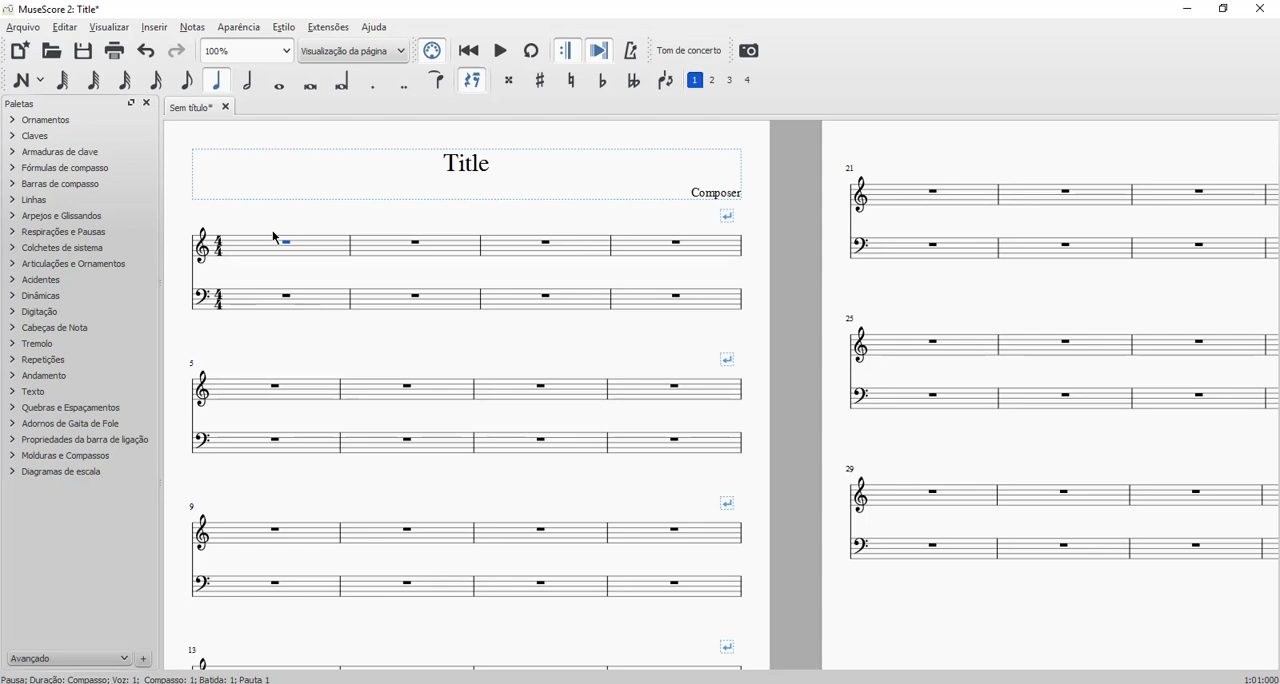 MuseScore 2: Title*
Arquivo Editar Visualizar Inserir Notas Aparência Estilo Extensões Ajuda
100% Visualização da página Tom de concerto
1 2 3 4
Paletas
Sem título*
Ornamentos
Claves
Armaduras de clave
Fórmulas de compasso
Barras de compasso
Linhas
Arpejos e Glissandos
Respirações e Pausas
Colchetes de sistema
Articulações e Ornamentos
Acidentes
Dinâmicas
Digitação
Cabeças de Nota
Tremolo
Repetições
Andamento
Texto
Quebras e Espaçamentos
Adornos de Gaita de Fole
Propriedades da barra de ligação
Molduras e Compassos
Diagramas de escala
Avançado
Title
Composer
4
4
4
4
5
9
13
21
25
29
Pausa; Duração: Compasso; Voz: 1; Compasso: 1; Batida: 1; Pauta 1
1:01:000